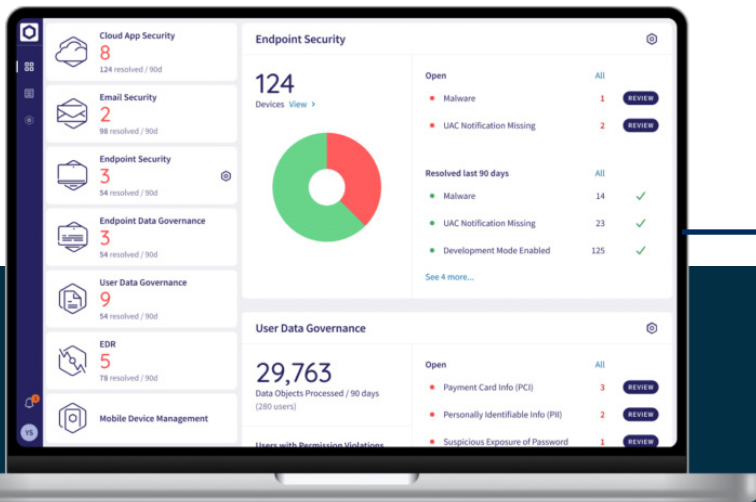 Cloud App Security
8
124 resolved / 90d
Email Security
2
98 resolved / 90d
Endpoint Security
3
54 resolved / 90d
Endpoint Data Governance
3
54 resolved / 90d
User Data Governance
9
54 resolved / 90d
EDR
5
78 resolved / 90d
Mobile Device Management
YS
Endpoint Security
124
Devices View >
Open All
Malware 1 REVIEW
UAC Notification Missing 2 REVIEW
Resolved last 90 days All
Malware 14
UAC Notification Missing 23
Development Mode Enabled 125
See 4 more...
User Data Governance
29,763
Data Objects Processed / 90 days
(280 users)
Users with Permission Violations
Open All
Payment Card Info (PCI) 3 REVIEW
Personally Identifiable Info (PII) 2 REVIEW
Suspicious Exposure of Password 1 REVIEW